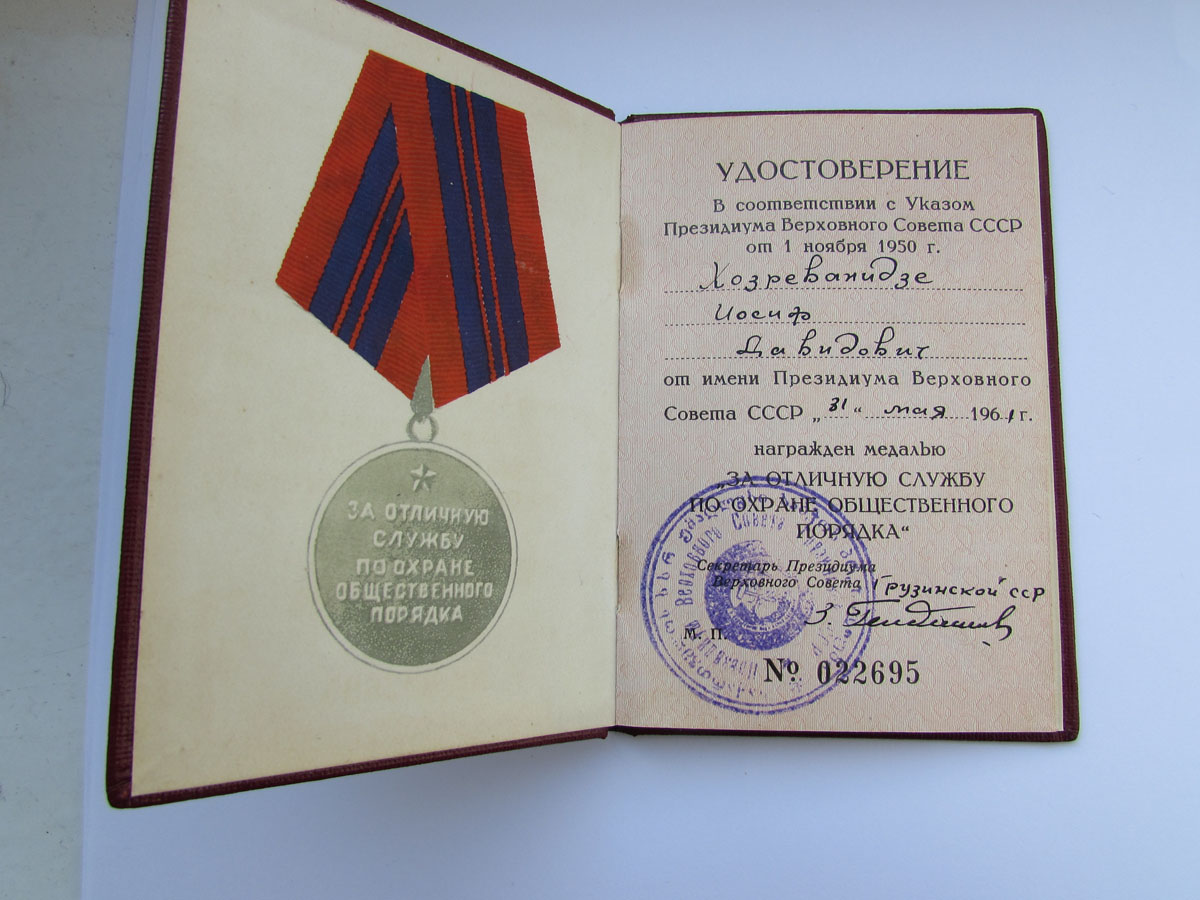 ЗА ОТЛИЧНУЮ
СЛУЖБУ
ПО ОХРАНЕ
ОБЩЕСТВЕННОГО
ПОРЯДКА
УДОСТОВЕРЕНИЕ
В соответствии с Указом
Президиума Верховного Совета СССР
от 1 ноября 1950 г.
Хозреванидзе
Иосиф
Давидович
от имени Президиума Верховного
Совета СССР „31“ мая 1961 г.
награжден медалью
„ЗА ОТЛИЧНУЮ СЛУЖБУ
ПО ОХРАНЕ ОБЩЕСТВЕННОГО
ПОРЯДКА“
Секретарь Президиума
Верховного Совета Грузинской ССР
М. П.
№ 022695
Верховного Совета